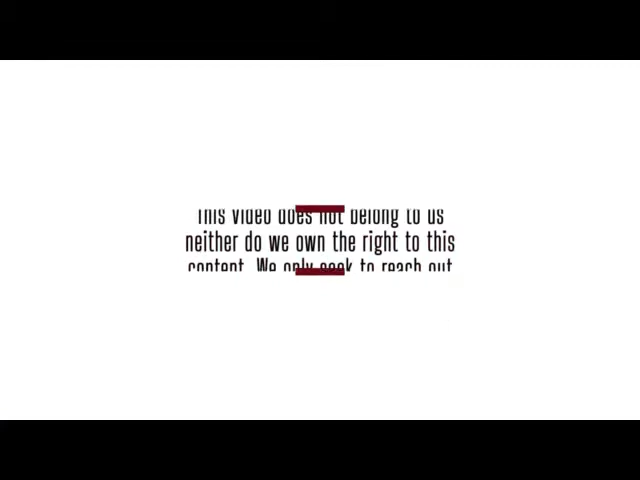 This video does not belong to us
neither do we own the right to this
content. We only seek to reach out